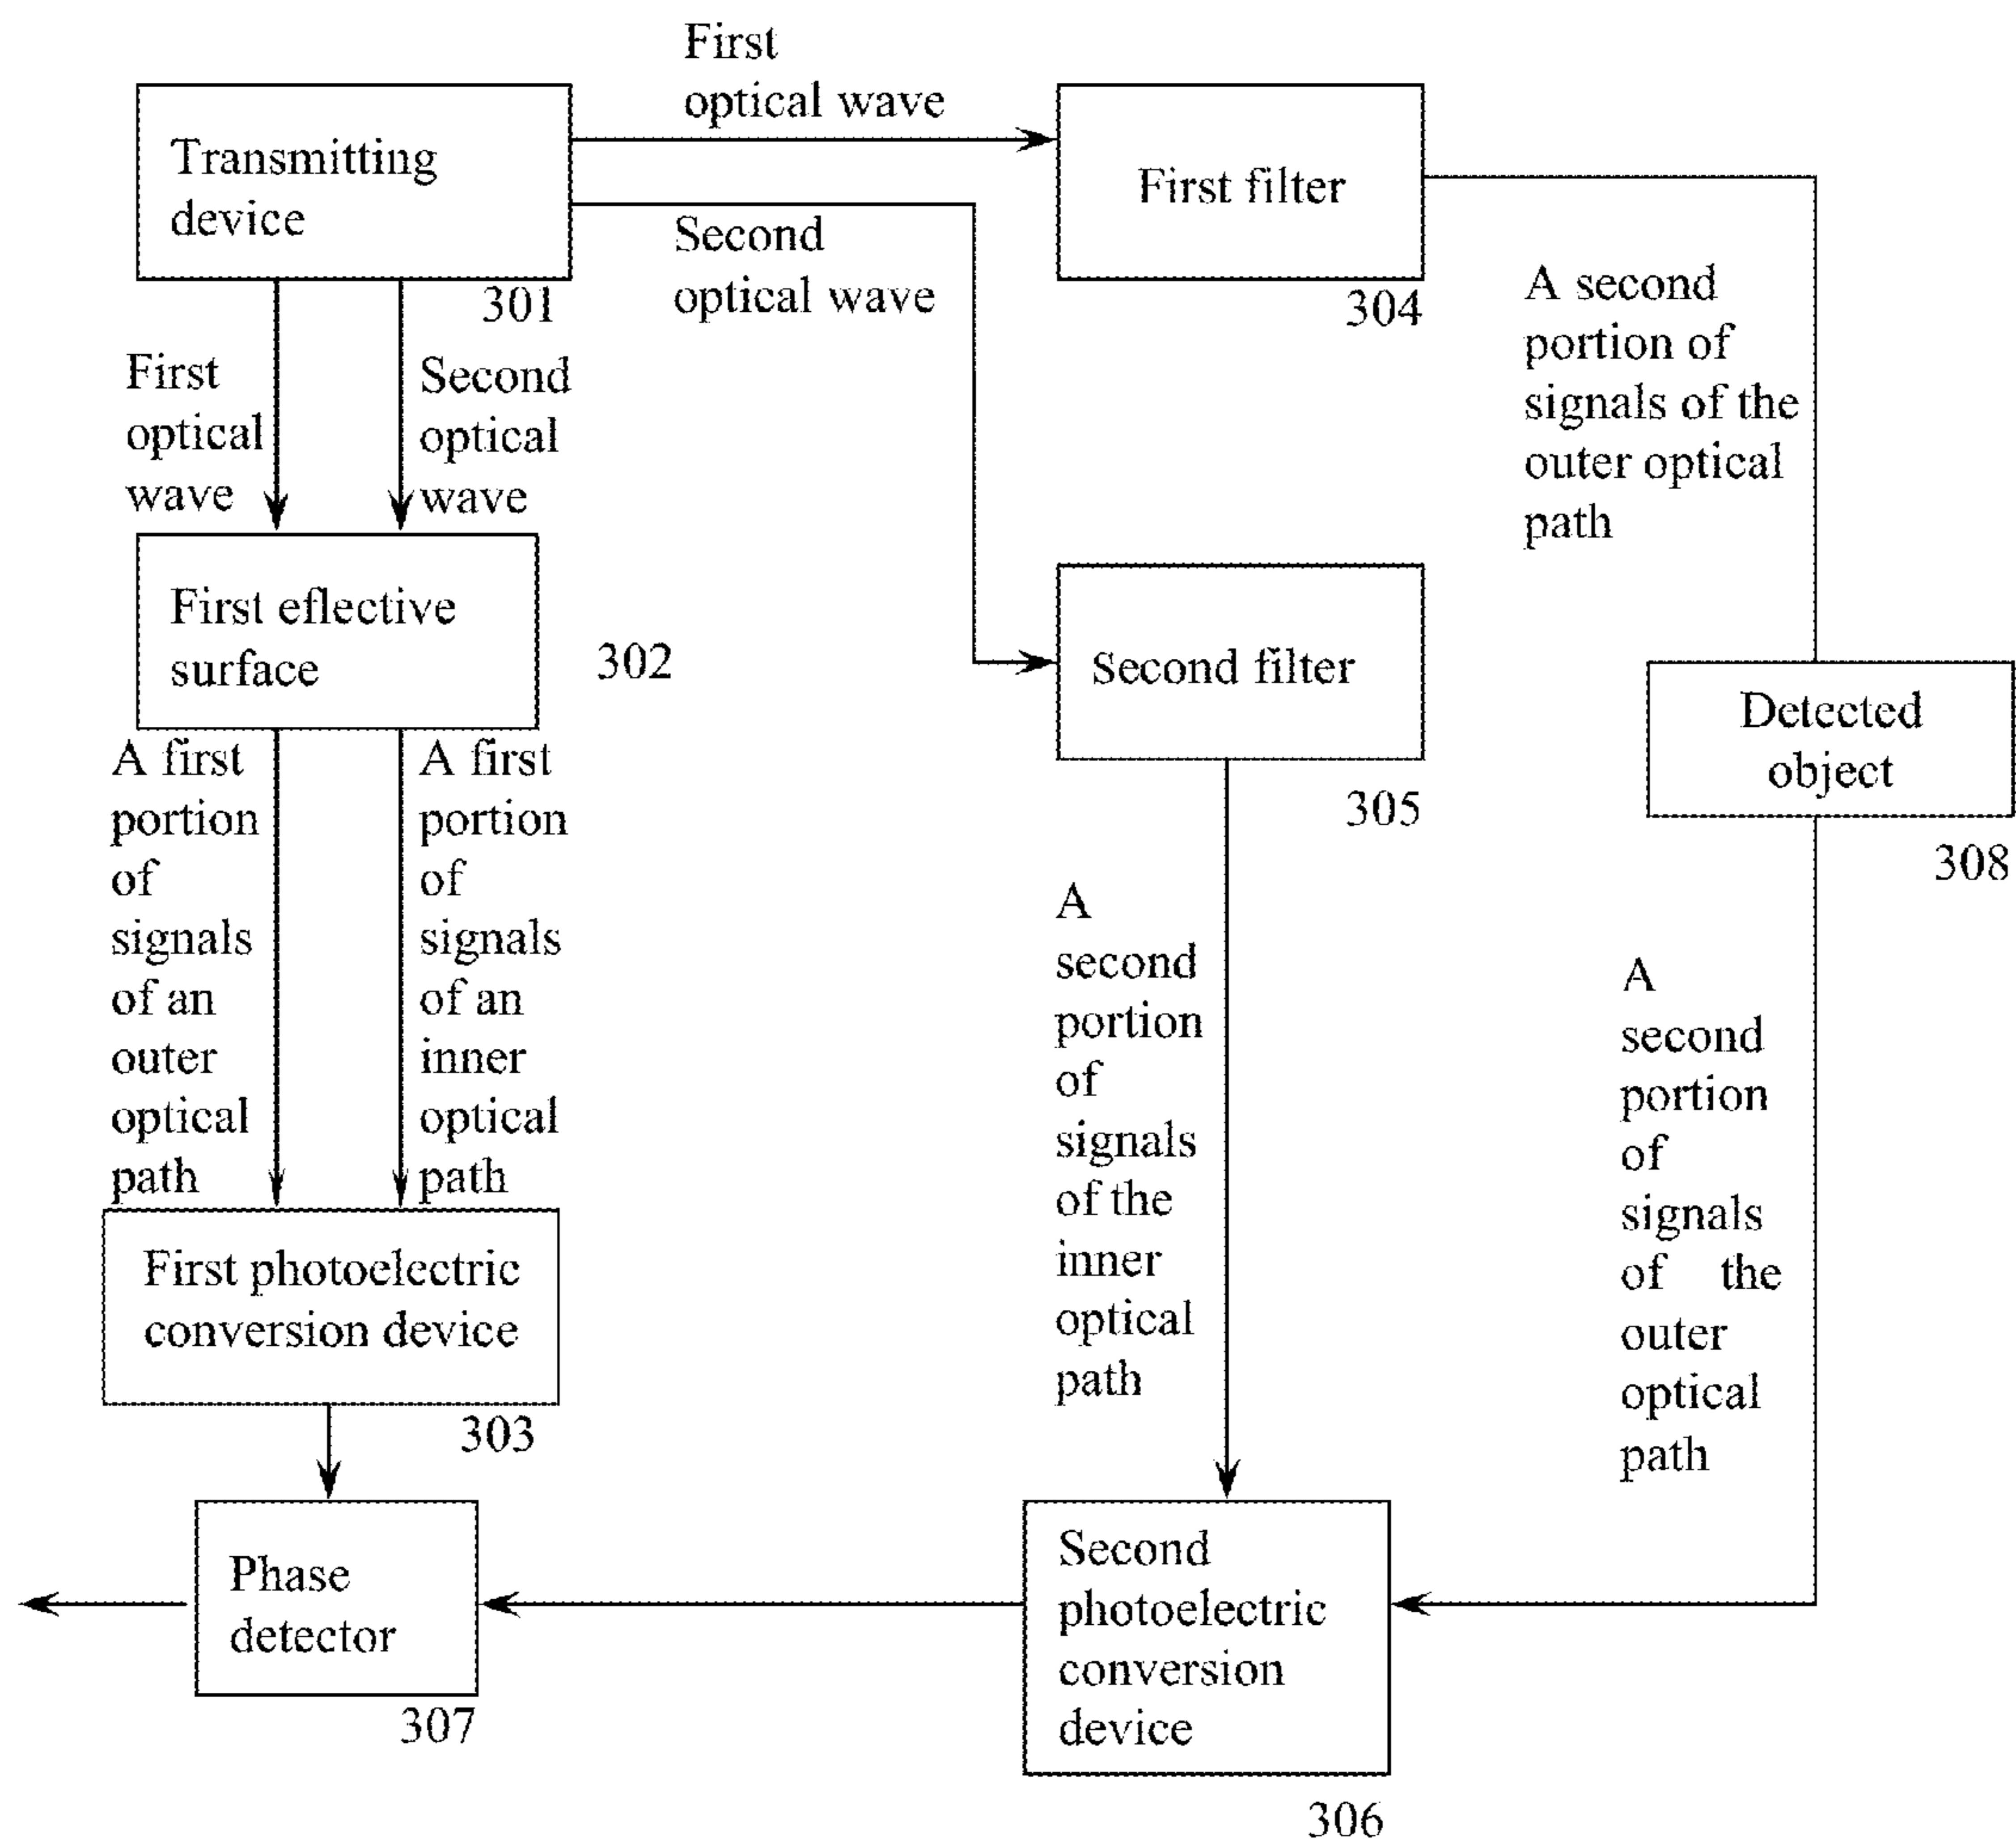 First
optical wave
Transmitting
device
301
First filter
304
Second
optical wave
First
optical
wave
Second
optical
wave
A second
portion of
signals of the
outer optical
path
First eflective
surface
302
Second filter
305
Detected
object
308
A first
portion
of
signals
of an
outer
optical
path
A first
portion
of
signals
of an
inner
optical
path
A
second
portion
of
signals
of the
inner
optical
path
A
second
portion
of
signals
of the
outer
optical
path
First photoelectric
conversion device
303
Phase
detector
307
Second
photoelectric
conversion
device
306